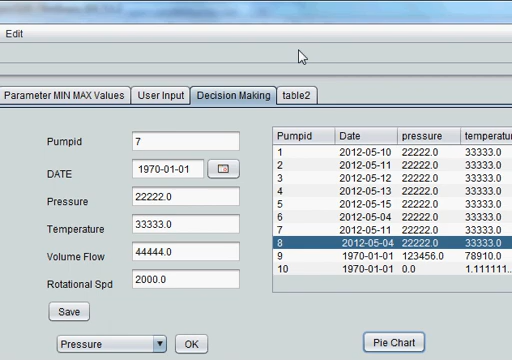 Edit
Parameter MIN MAX Values User Input Decision Making table2
Pumpid 7
DATE 1970-01-01
Pressure 22222.0
Temperature 33333.0
Volume Flow 44444.0
Rotational Spd 2000.0
Save
Pressure OK
Pumpid Date pressure temperatu
1 2012-05-10 22222.0 33333.0
2 2012-05-11 22222.0 33333.0
3 2012-05-12 22222.0 33333.0
4 2012-05-13 22222.0 33333.0
5 2012-05-15 22222.0 33333.0
6 2012-05-04 22222.0 33333.0
7 2012-05-11 22222.0 33333.0
8 2012-05-04 22222.0 33333.0
9 1970-01-01 123456.0 78910.0
10 1970-01-01 0.0 1.111111...
Pie Chart